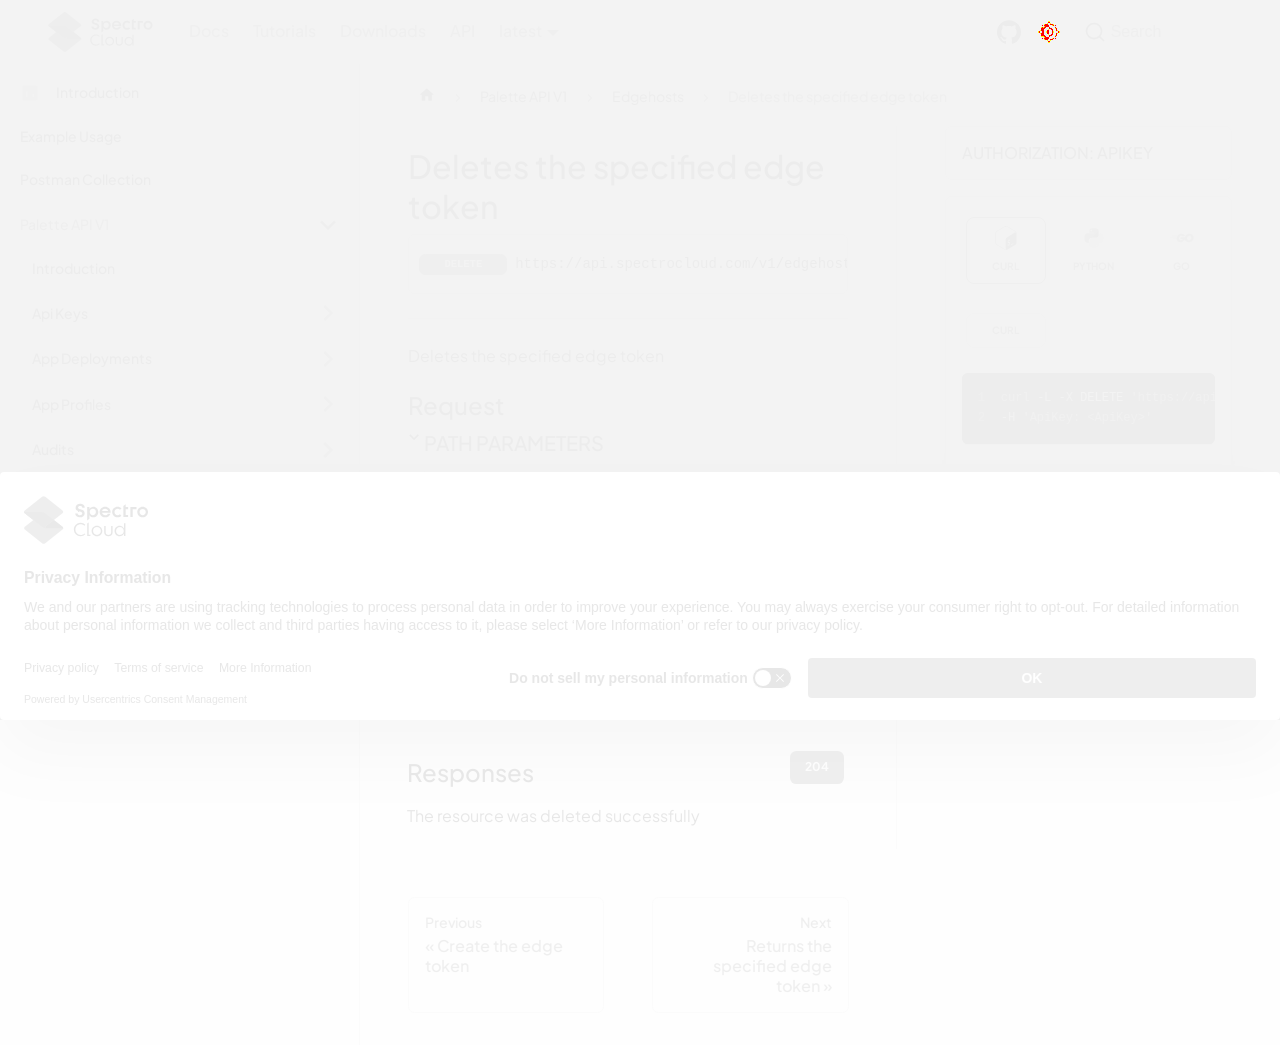 Spectro
Cloud
Docs
Tutorials
Downloads
API
latest
Search
Introduction
Palette API V1
Edgehosts
Deletes the specified edge token
Example Usage
Postman Collection
Palette API V1
Introduction
Api Keys
App Deployments
App Profiles
Audits
Deletes the specified edge
token
AUTHORIZATION: APIKEY
https://api.spectrocloud.com/v1/edgehost
CURL
PYTHON
GO
CURL
Deletes the specified edge token
DELETE
Request
PATH PARAMETERS
Spectro
Cloud
Privacy Information
We and our partners are using tracking technologies to process personal data in order to improve your experience. You may always exercise your consumer right to opt-out. For detailed information
about personal information we collect and third parties having access to it, please select ‘More Information’ or refer to our privacy policy.
Privacy policy
Terms of service
More Information
Do not sell my personal information
OK
Powered by Usercentrics Consent Management
Responses
204
The resource was deleted successfully
Previous
« Create the edge
token
Next
Returns the
specified edge
token »